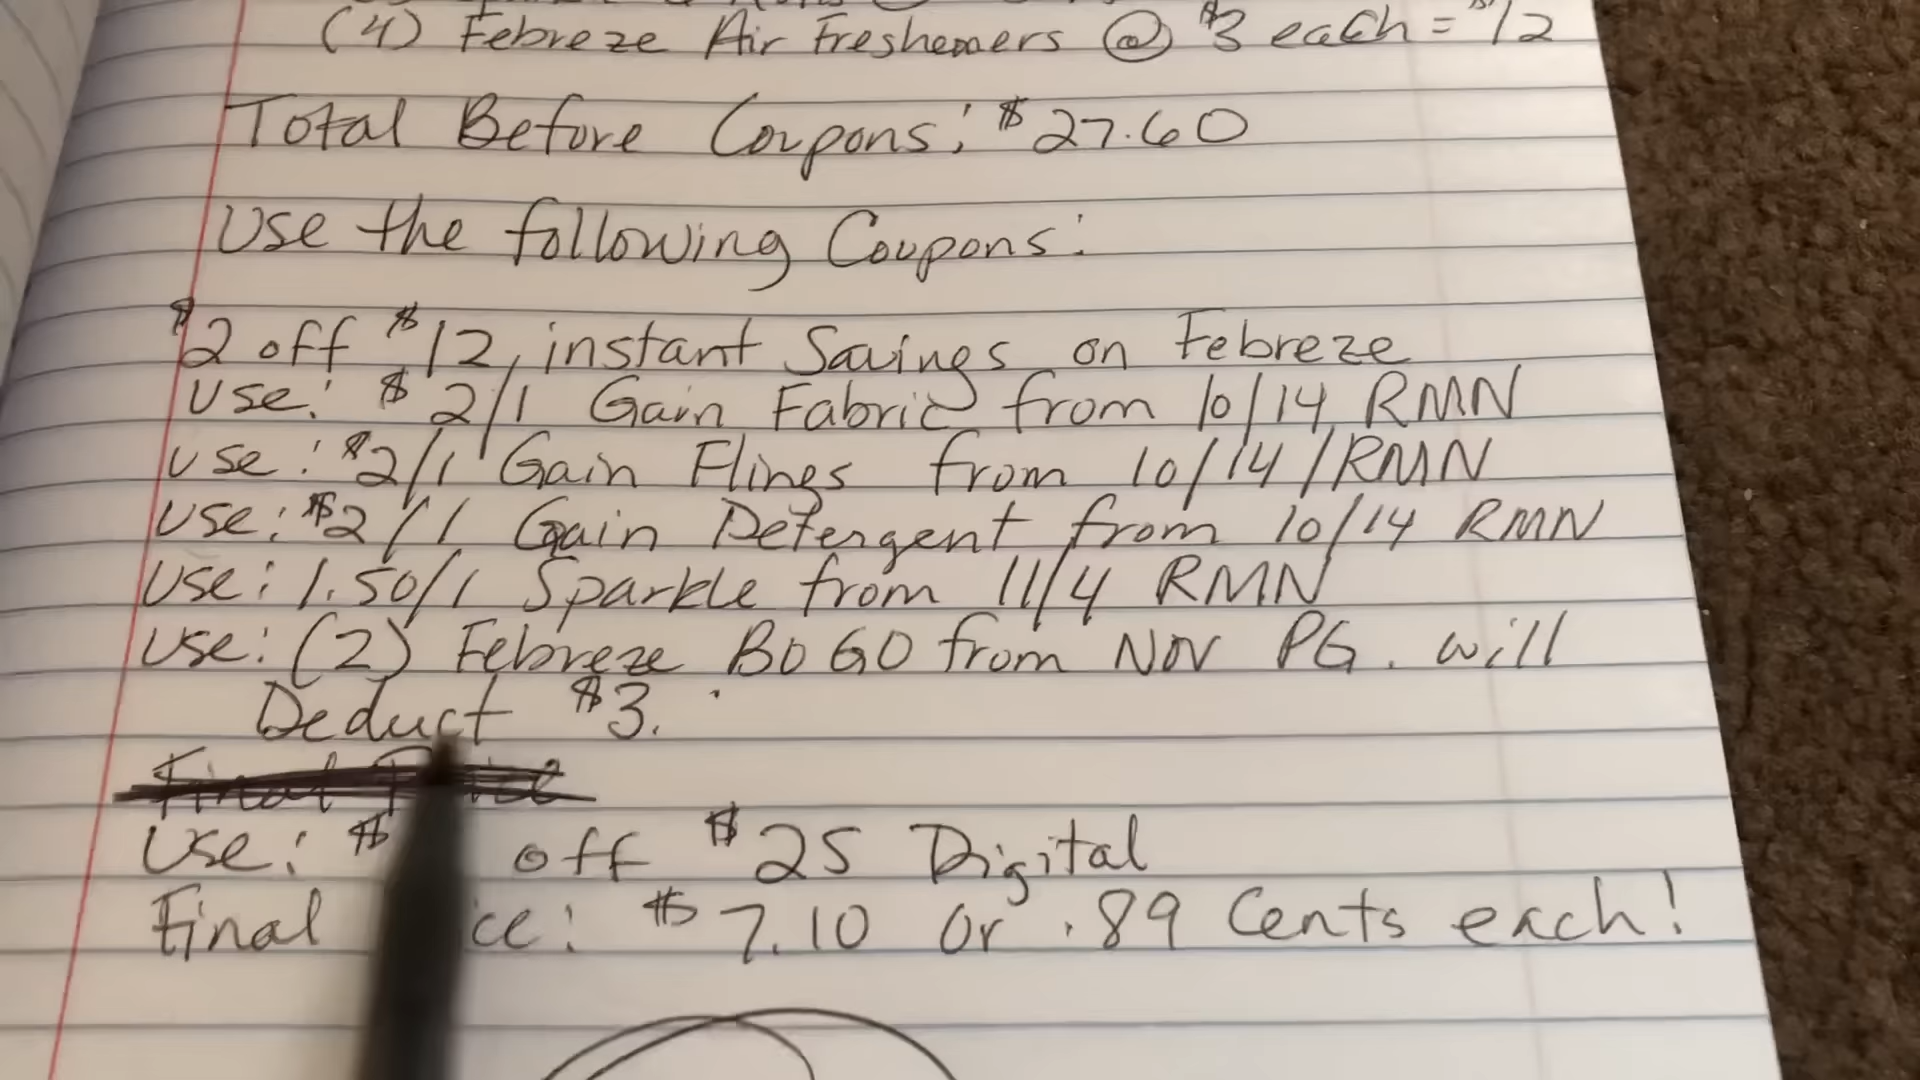 (4) Febreze Air Fresheners @ $3 each = $12
Total Before Coupons: $27.60
Use the following Coupons:
$2 off $12, instant Savings on Febreze
Use: $2/1 Gain Fabric from 10/14 RMN
Use: $2/1 Gain Flings from 10/14/RMN
Use: $2/1 Gain Detergent from 10/14 RMN
Use: 1.50/1 Sparkle from 11/4 RMN
Use: (2) Febreze BOGO from Nov PG. will
Deduct $3.
Use: $ off $25 Digital
Final ice: $7.10 or .89 Cents each!